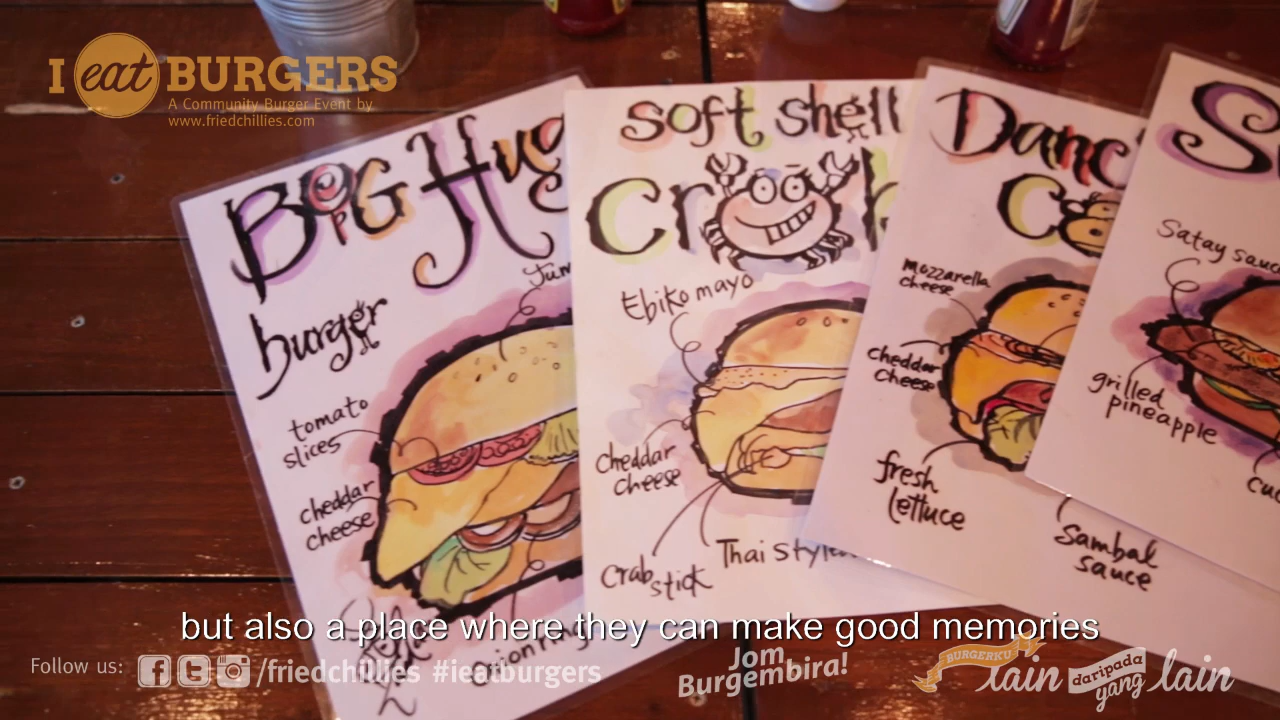 I eat BURGERS
A Community Burger Event by
www.friedchillies.com
BIG Hug
burger
tomato
slices
cheddar
cheese
soft shell
Crab
Ebiko mayo
cheddar
cheese
Crab
stick
Thai style
Danc
Co
mozzarella
cheese
cheddar
cheese
fresh
lettuce
Sambal
sauce
S
Satay sauce
grilled
pineapple
cuc
but also a place where they can make good memories
Follow us: /friedchillies #ieatburgers
Jom
Burgembira!
BURGERKU
lain daripada yang lain